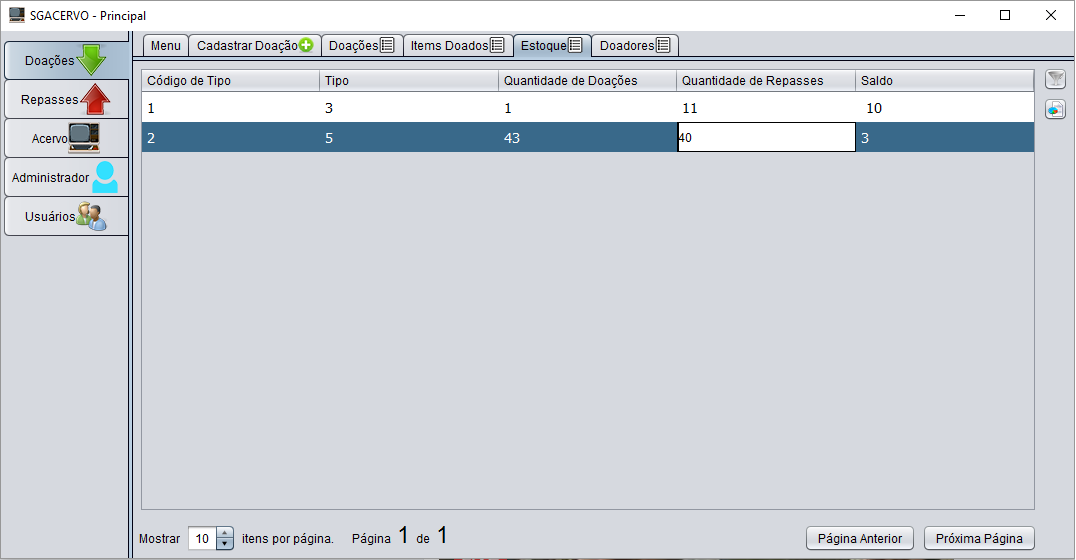 SGACERVO - Principal
Doações
Repasses
Acervo
Administrador
Usuários
Menu Cadastrar Doação Doações Items Doados Estoque Doadores
Código de Tipo Tipo Quantidade de Doações Quantidade de Repasses Saldo
1 3 1 11 10
2 5 43 40 3
Mostrar 10 itens por página. Página 1 de 1 Página Anterior Próxima Página